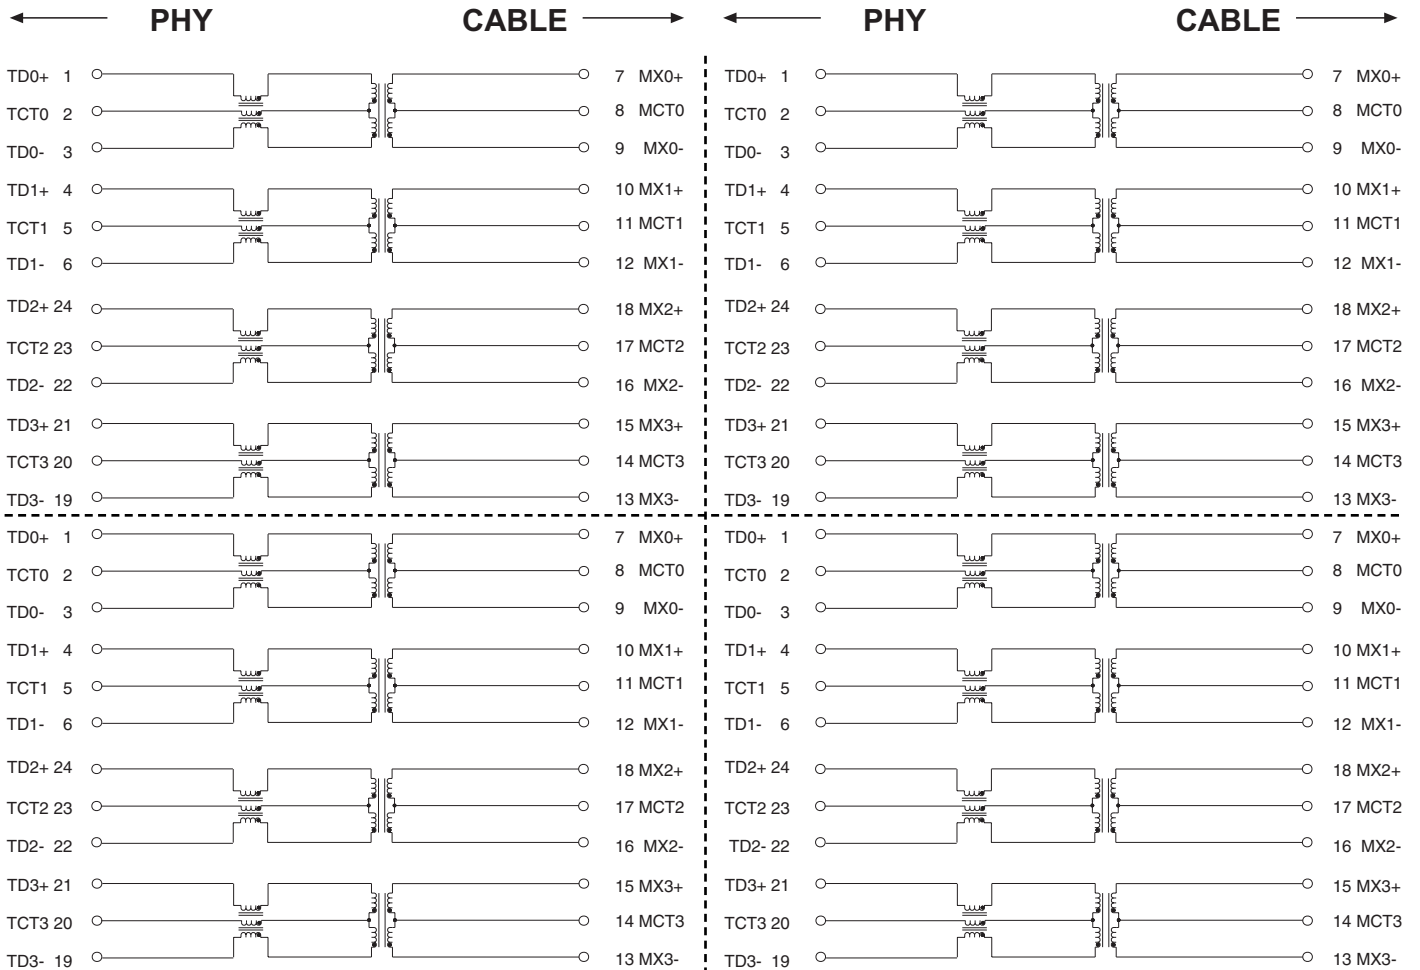 PHY CABLE PHY CABLE
TD0+ 1 7 MX0+ TD0+ 1 7 MX0+
TCT0 2 8 MCT0 TCT0 2 8 MCT0
TD0- 3 9 MX0- TD0- 3 9 MX0-
TD1+ 4 10 MX1+ TD1+ 4 10 MX1+
TCT1 5 11 MCT1 TCT1 5 11 MCT1
TD1- 6 12 MX1- TD1- 6 12 MX1-
TD2+ 24 18 MX2+ TD2+ 24 18 MX2+
TCT2 23 17 MCT2 TCT2 23 17 MCT2
TD2- 22 16 MX2- TD2- 22 16 MX2-
TD3+ 21 15 MX3+ TD3+ 21 15 MX3+
TCT3 20 14 MCT3 TCT3 20 14 MCT3
TD3- 19 13 MX3- TD3- 19 13 MX3-
TD0+ 1 7 MX0+ TD0+ 1 7 MX0+
TCT0 2 8 MCT0 TCT0 2 8 MCT0
TD0- 3 9 MX0- TD0- 3 9 MX0-
TD1+ 4 10 MX1+ TD1+ 4 10 MX1+
TCT1 5 11 MCT1 TCT1 5 11 MCT1
TD1- 6 12 MX1- TD1- 6 12 MX1-
TD2+ 24 18 MX2+ TD2+ 24 18 MX2+
TCT2 23 17 MCT2 TCT2 23 17 MCT2
TD2- 22 16 MX2- TD2- 22 16 MX2-
TD3+ 21 15 MX3+ TD3+ 21 15 MX3+
TCT3 20 14 MCT3 TCT3 20 14 MCT3
TD3- 19 13 MX3- TD3- 19 13 MX3-